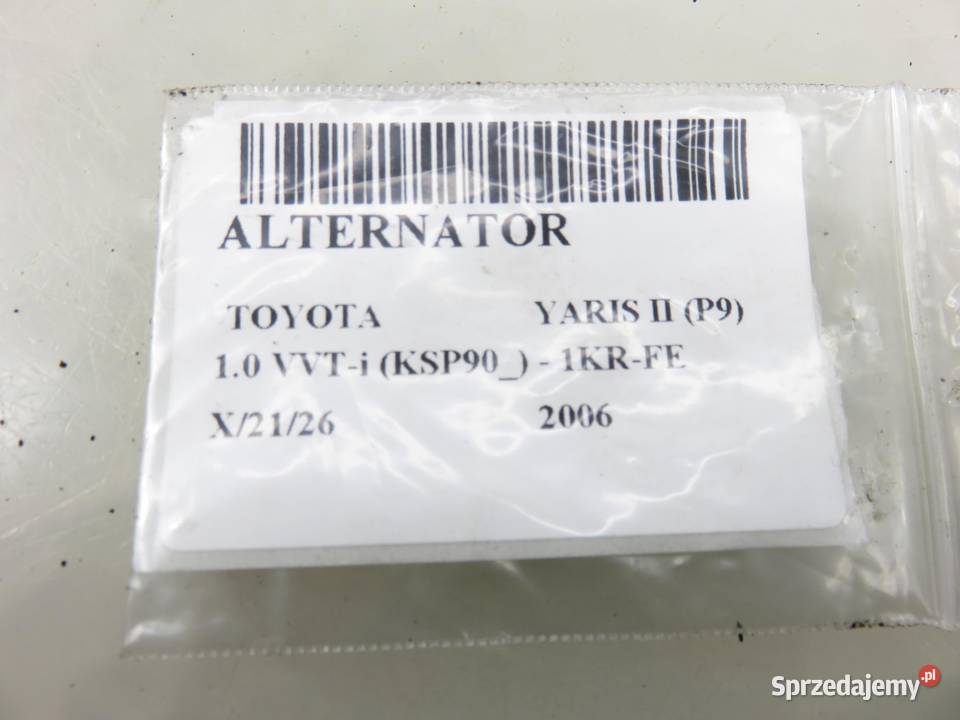 ALTERNATOR
TOYOTA YARIS II (P9)
1.0 VVT-i (KSP90_) - 1KR-FE
X/21/26 2006
Sprzedajemy.pl